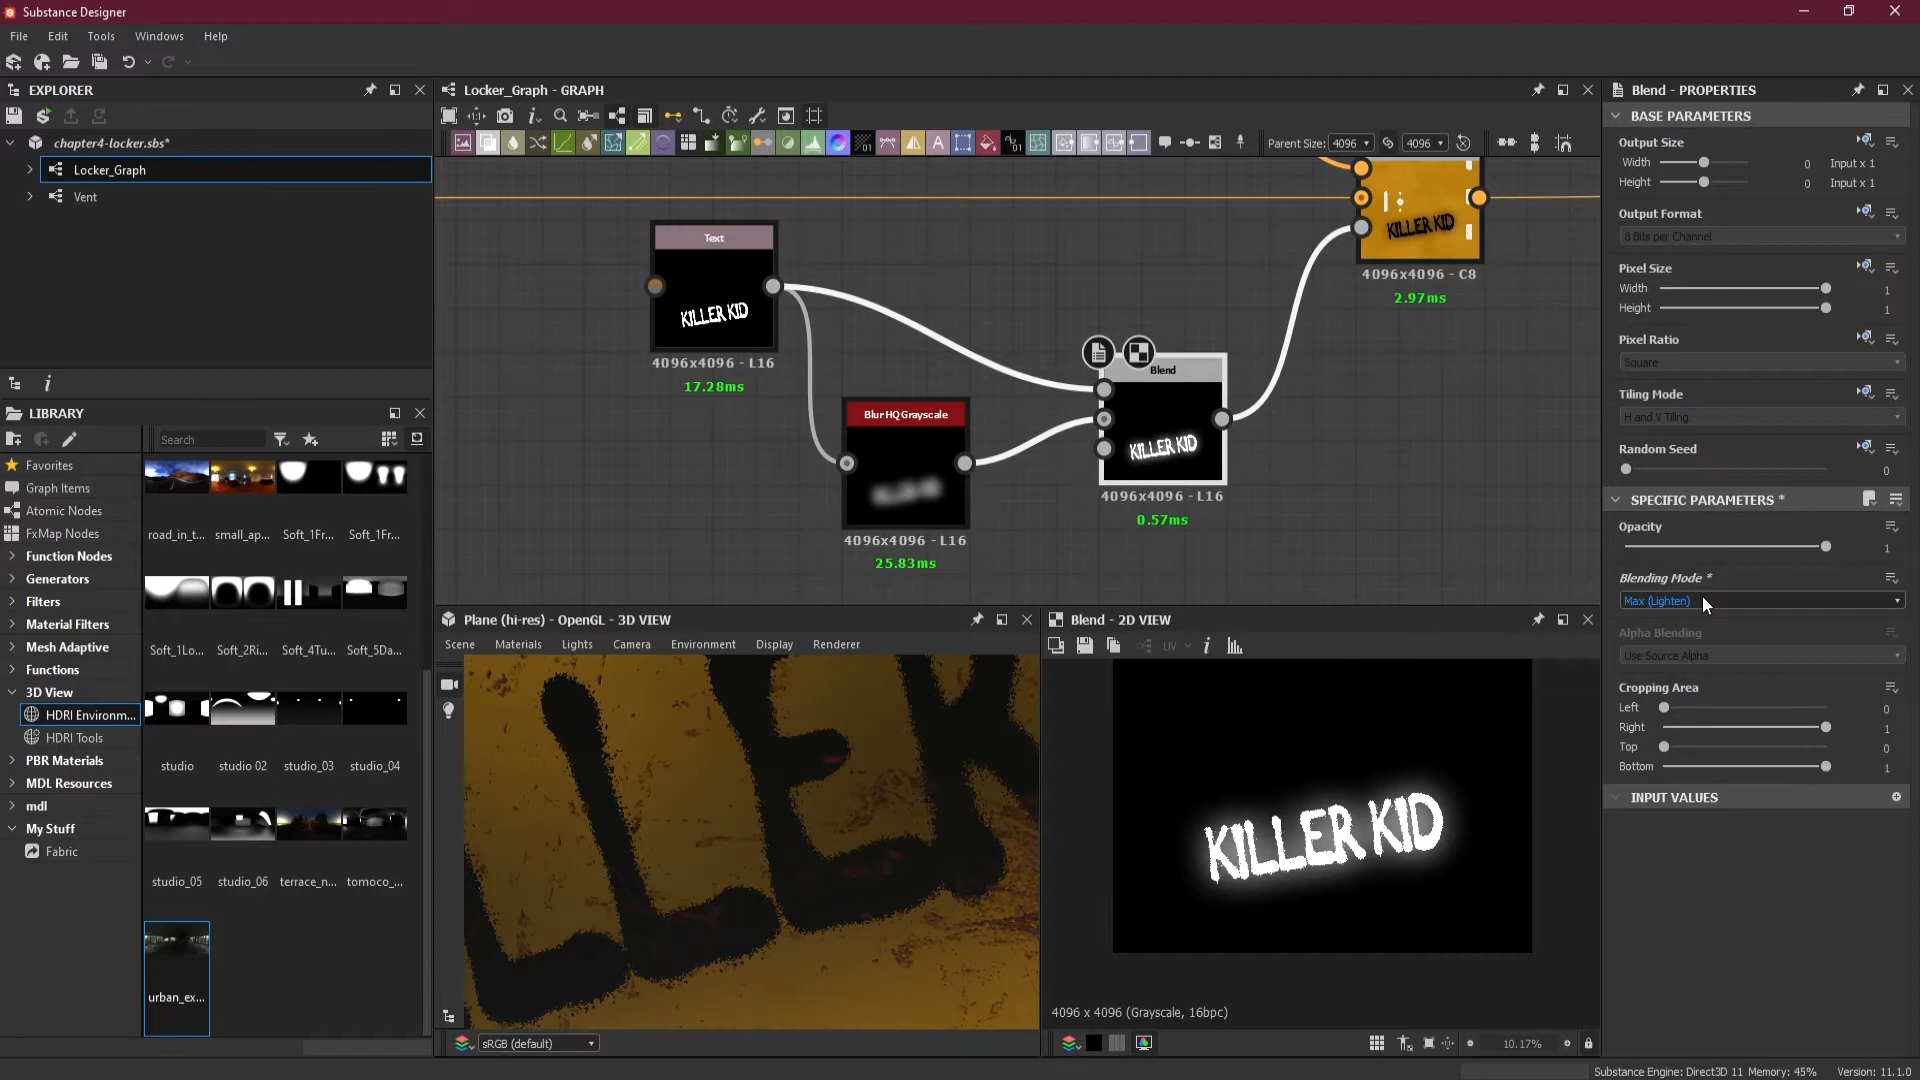 Substance Designer
File Edit Tools Windows Help
EXPLORER
chapter4-locker.sbs*
Locker_Graph
Vent
LIBRARY
Search
Favorites
Graph Items
Atomic Nodes
FxMap Nodes
Function Nodes
Generators
Filters
Material Filters
Mesh Adaptive
Functions
3D View
HDRI Environm...
HDRI Tools
PBR Materials
MDL Resources
mdl
My Stuff
Fabric
road_in_t... small_ap... Soft_1Fr... Soft_1Fr...
Soft_1Lo... Soft_2Ri... Soft_4Tu... Soft_5Da...
studio studio 02 studio_03 studio_04
studio_05 studio_06 terrace_n... tomoco_...
urban_ex...
Locker_Graph - GRAPH
Parent Size: 4096 4096
Text
KILLER KID
4096x4096 - L16
17.28ms
Blur HQ Grayscale
4096x4096 - L16
25.83ms
Blend
KILLER KID
4096x4096 - L16
0.57ms
KILLER KID
4096x4096 - C8
2.97ms
Plane (hi-res) - OpenGL - 3D VIEW
Scene Materials Lights Camera Environment Display Renderer
sRGB (default)
Blend - 2D VIEW
UV
KILLER KID
4096 x 4096 (Grayscale, 16bpc)
10.17%
Blend - PROPERTIES
BASE PARAMETERS
Output Size
Width 0 Input x 1
Height 0 Input x 1
Output Format
8 Bits per Channel
Pixel Size
Width 1
Height 1
Pixel Ratio
Square
Tiling Mode
H and V Tiling
Random Seed
0
SPECIFIC PARAMETERS *
Opacity
1
Blending Mode *
Max (Lighten)
Alpha Blending
Use Source Alpha
Cropping Area
Left 0
Right 1
Top 0
Bottom 1
INPUT VALUES
Substance Engine: Direct3D 11 Memory: 45% Version: 11.1.0